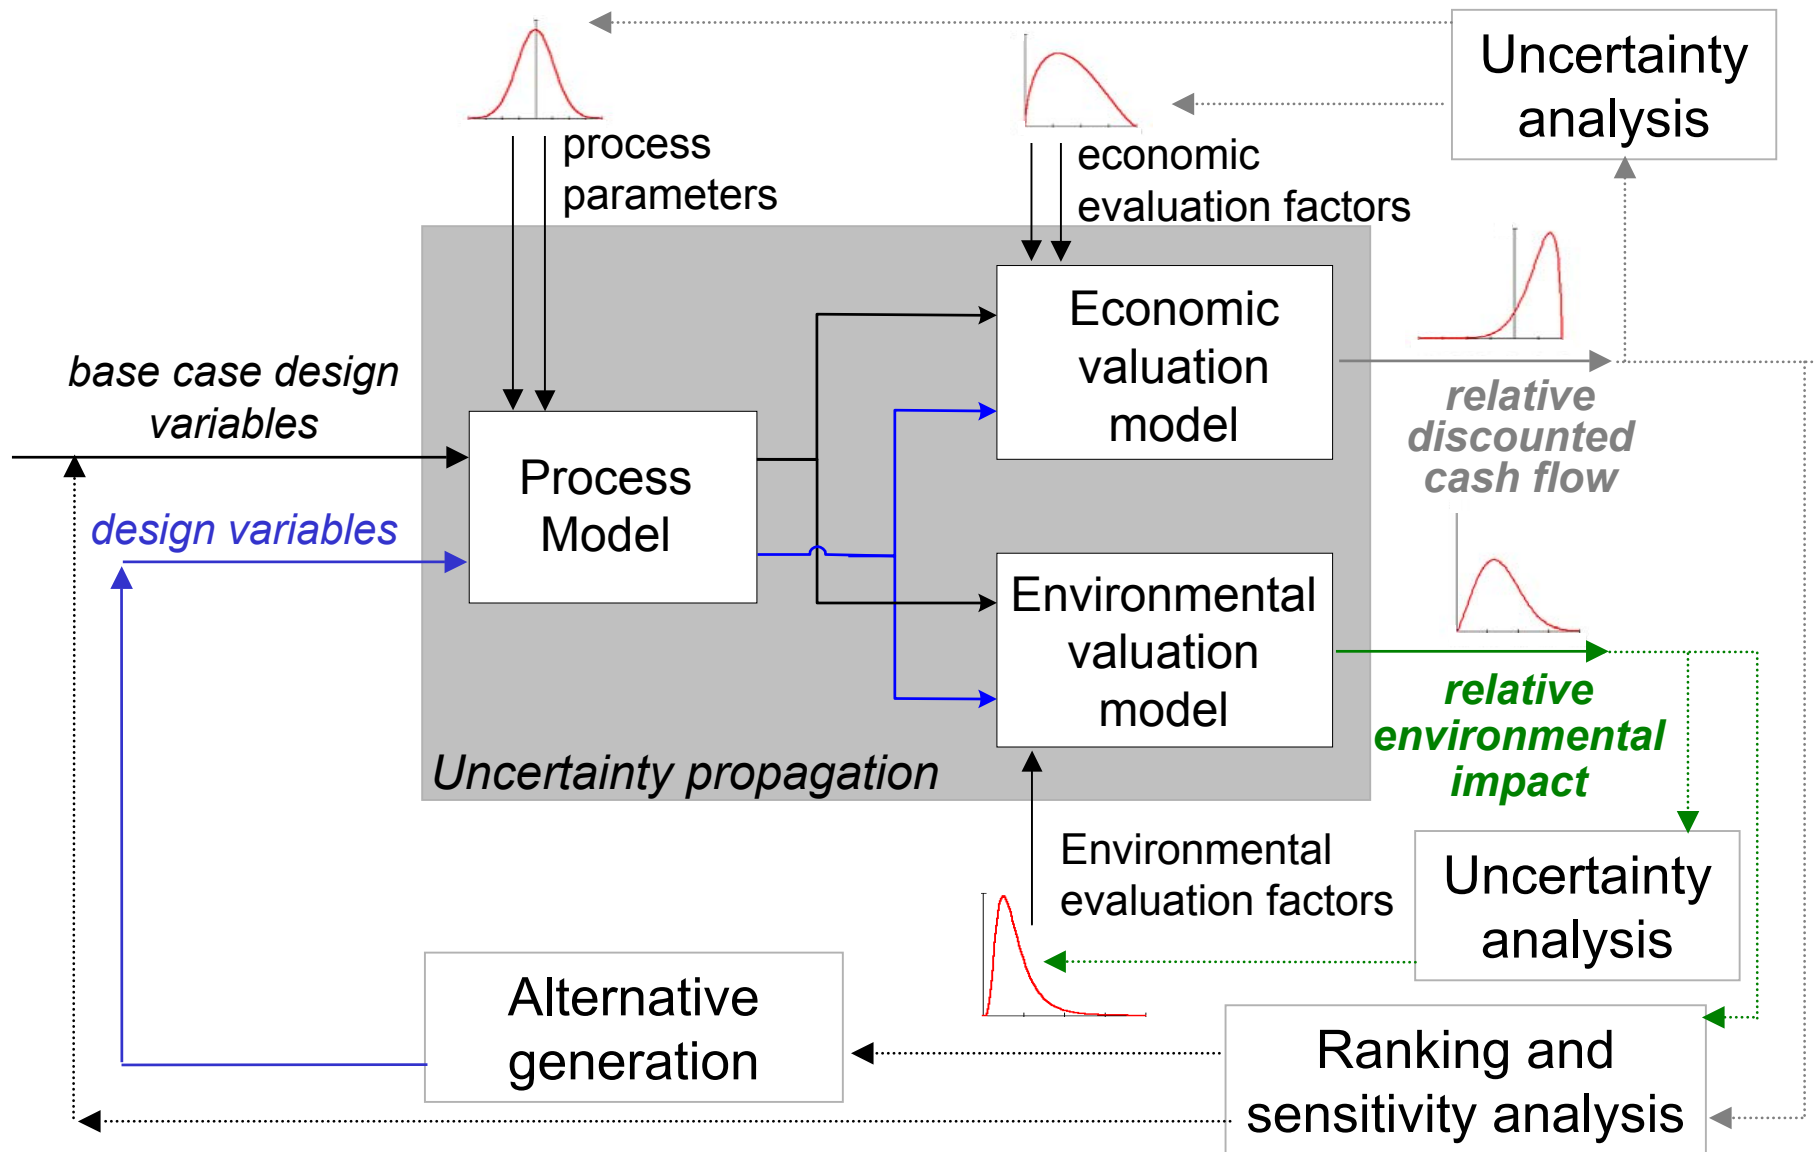 Uncertainty
analysis
process
parameters
economic
evaluation factors
Economic
valuation
model
base case design
variables
relative
discounted
cash flow
Process
Model
design variables
Environmental
valuation
model
relative
environmental
impact
Uncertainty propagation
Environmental
evaluation factors
Uncertainty
analysis
Alternative
generation
Ranking and
sensitivity analysis